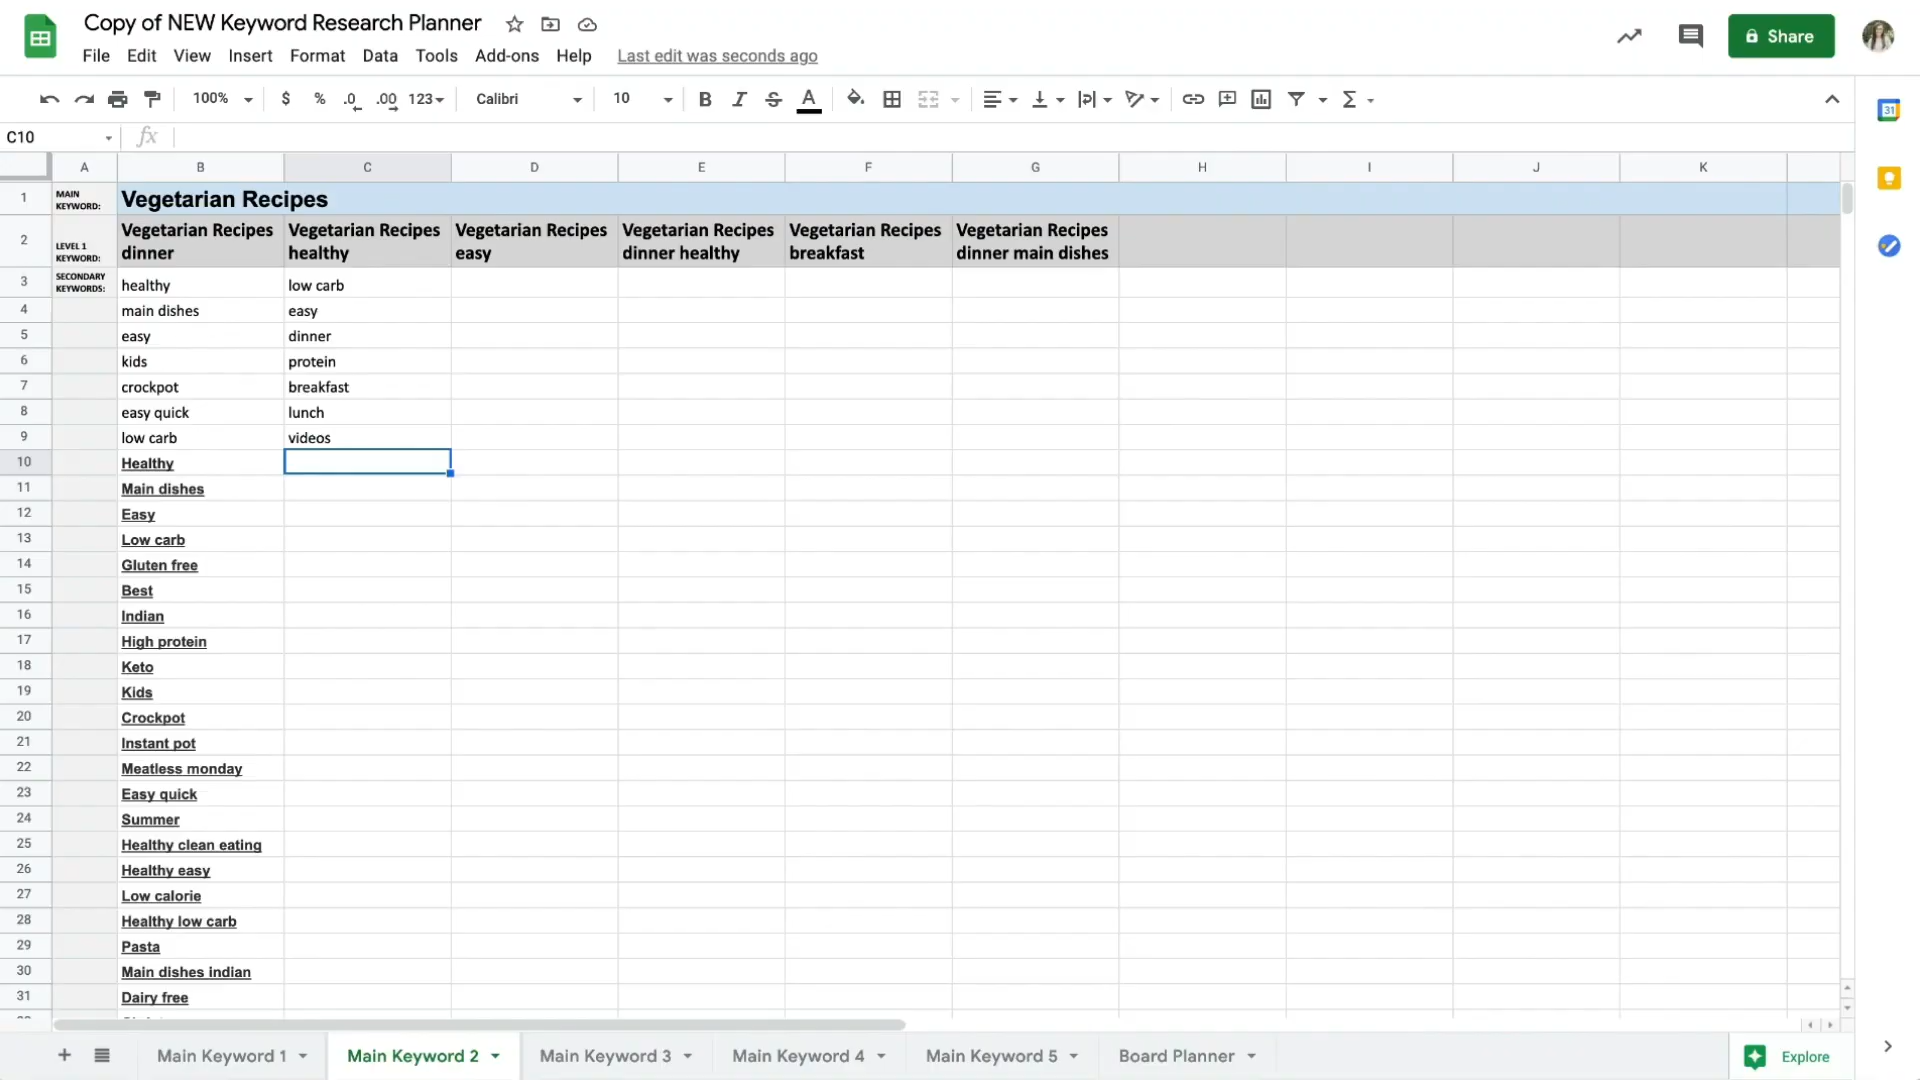 Copy of NEW Keyword Research Planner
File Edit View Insert Format Data Tools Add-ons Help Last edit was seconds ago
Share
100% $ % .0 .00 123 Calibri 10 B I S A
31
C10 fx
A B C D E F G H I J K
1 MAIN KEYWORD: Vegetarian Recipes
2 LEVEL 1 KEYWORD: Vegetarian Recipes dinner Vegetarian Recipes healthy Vegetarian Recipes easy Vegetarian Recipes dinner healthy Vegetarian Recipes breakfast Vegetarian Recipes dinner main dishes
3 SECONDARY KEYWORDS: healthy low carb
4 main dishes easy
5 easy dinner
6 kids protein
7 crockpot breakfast
8 easy quick lunch
9 low carb videos
10 Healthy
11 Main dishes
12 Easy
13 Low carb
14 Gluten free
15 Best
16 Indian
17 High protein
18 Keto
19 Kids
20 Crockpot
21 Instant pot
22 Meatless monday
23 Easy quick
24 Summer
25 Healthy clean eating
26 Healthy easy
27 Low calorie
28 Healthy low carb
29 Pasta
30 Main dishes indian
31 Dairy free
Main Keyword 1 Main Keyword 2 Main Keyword 3 Main Keyword 4 Main Keyword 5 Board Planner Explore